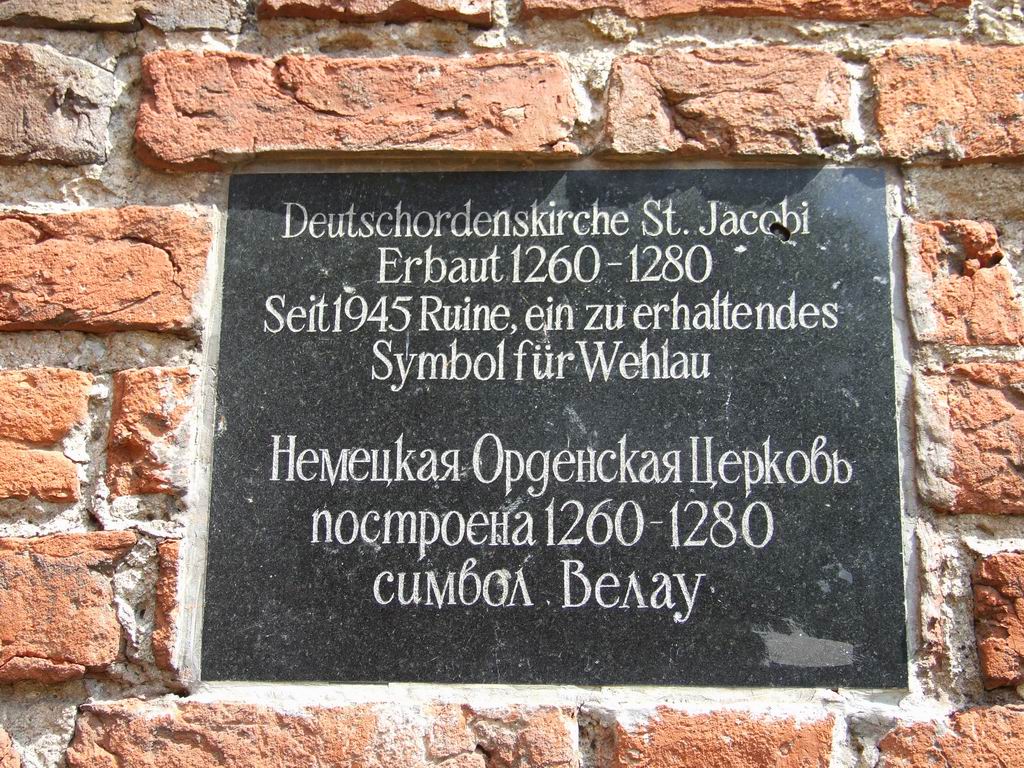 Deutschordenskirche St. Jacobi
Erbaut 1260-1280
Seit 1945 Ruine, ein zu erhaltendes
Symbol für Wehlau
Немецкая Орденская Церковь
построена 1260-1280
символ Велау